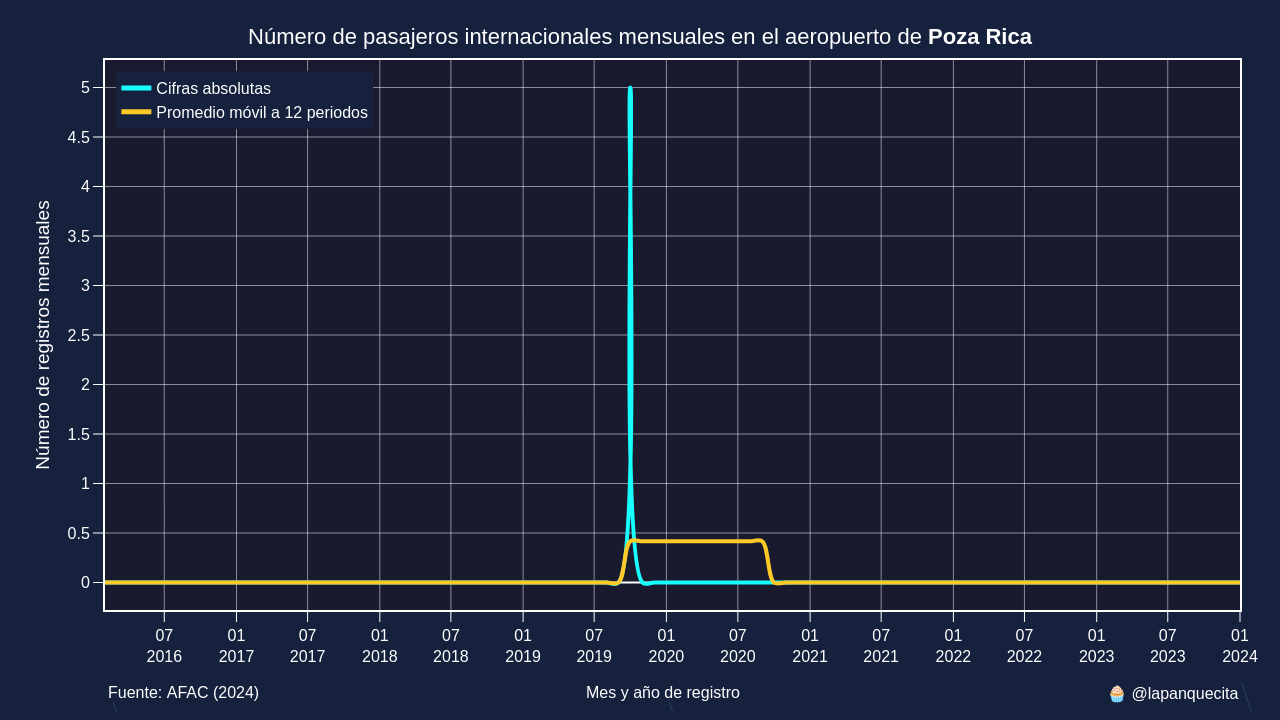 Número de pasajeros internacionales mensuales en el aeropuerto de Poza Rica
Cifras absolutas
Promedio móvil a 12 periodos
Número de registros mensuales
5
4.5
4
3.5
3
2.5
2
1.5
1
0.5
0
07 01 07 01 07 01 07 01 07 01 07 01 07 01 07 01
2016 2017 2017 2018 2018 2019 2019 2020 2020 2021 2021 2022 2022 2023 2023 2024
Fuente: AFAC (2024)
Mes y año de registro
🧁 @lapanquecita